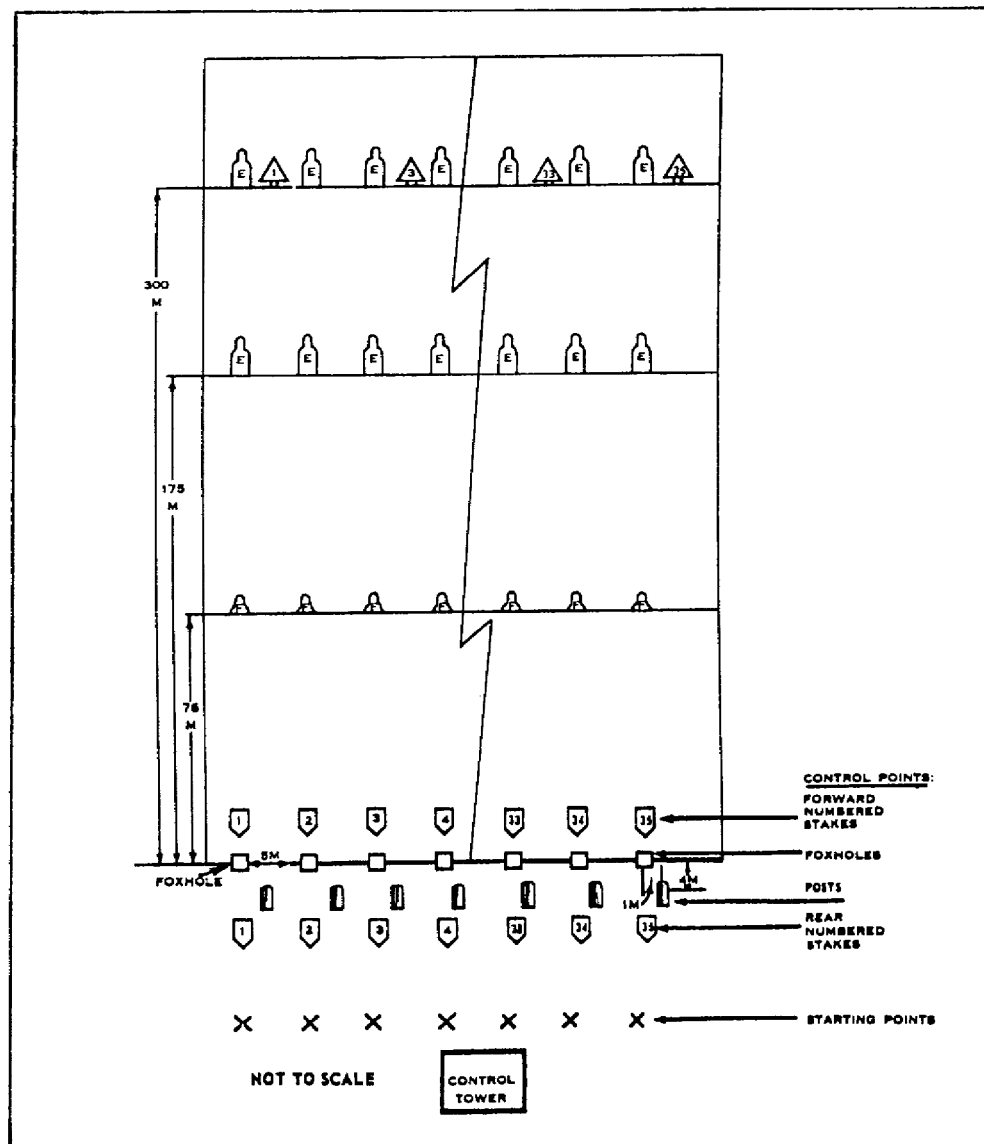 E 1 E E 3 E E 33 E E 35
300
M
E E E E E E E
175
M
E E E E E E E
75
M
CONTROL POINTS:
1 2 3 4 33 34 35
FORWARD
NUMBERED
STAKES
5M
FOXHOLES
FOXHOLE
4M
1M
POSTS
1 2 3 4 33 34 35
REAR
NUMBERED
STAKES
X X X X X X X
STARTING POINTS
NOT TO SCALE
CONTROL
TOWER